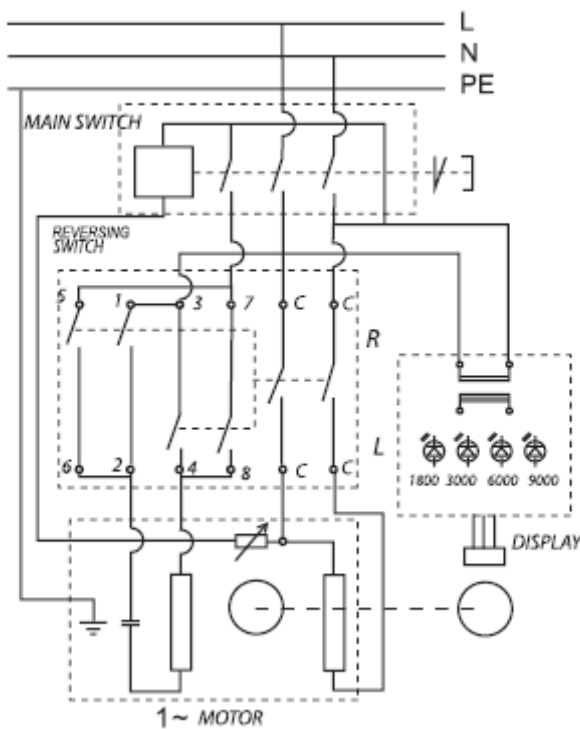 L
N
PE
MAIN SWITCH
REVERSING
SWITCH
5 1 3 7 C C
R
6 2 4 8 C C
L
1800 3000 6000 9000
DISPLAY
1~ MOTOR